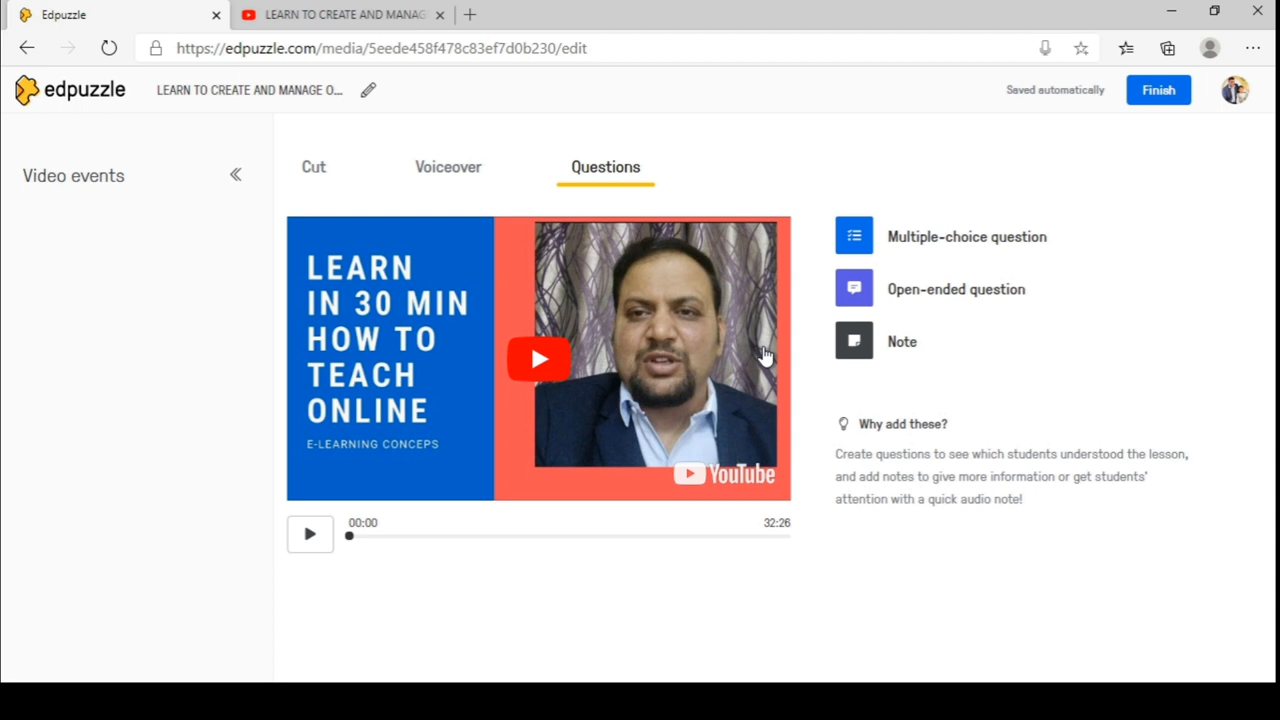 Edpuzzle
LEARN TO CREATE AND MANAG
https://edpuzzle.com/media/5eede458f478c83ef7d0b230/edit
edpuzzle
LEARN TO CREATE AND MANAGE O...
Saved automatically
Finish
Video events
Cut
Voiceover
Questions
LEARN
IN 30 MIN
HOW TO
TEACH
ONLINE
E-LEARNING CONCEPS
YouTube
00:00
32:26
Multiple-choice question
Open-ended question
Note
Why add these?
Create questions to see which students understood the lesson,
and add notes to give more information or get students'
attention with a quick audio note!